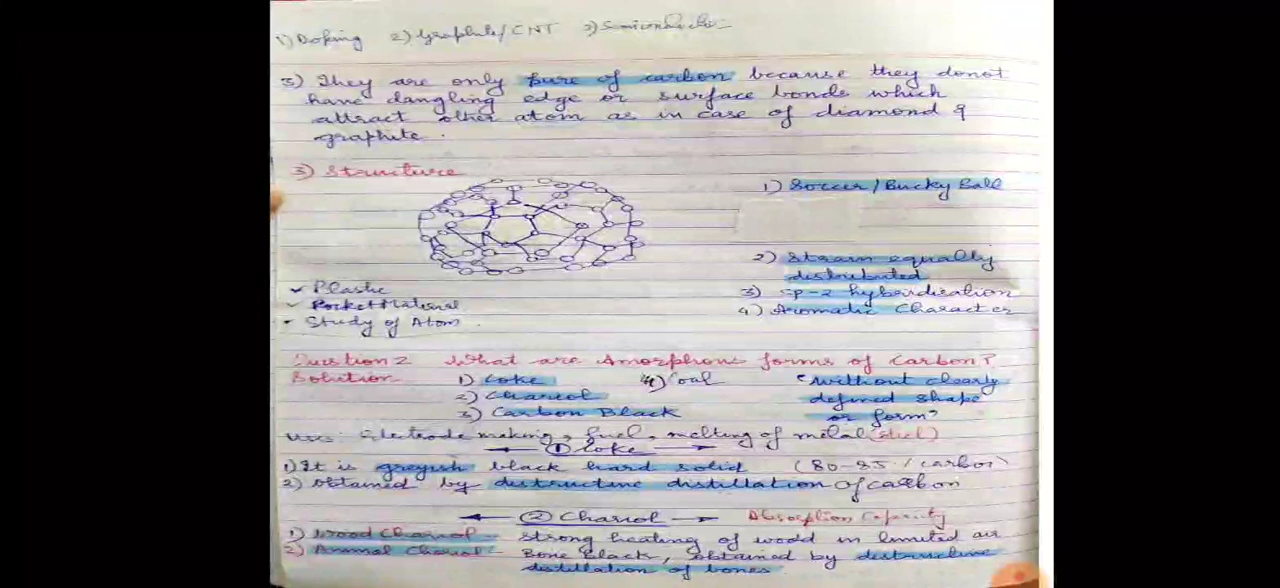 1) Doping 2) Graphite/CNT 3) Semiconductor
3) They are only pure of carbon because they donot
have dangling edge or surface bonds which
attract other atom as in case of diamond &
graphite.
3) Structure
1) Soccer / Bucky Ball
2) Strain equally
distributed
3) Sp-2 hyberdication
4) Aromatic Character
✓ Plastic
✓ Rocket Material
• Study of Atom
Question 2 What are Amorphous forms of Carbon?
Solution 1) Coke 4) Coal "without clearly
2) Charcol defined shape
3) Carbon Black or form"
Uses: Electrode making, fuel, melting of metal (steel)
← ① Coke →
1) It is greyish black hard solid (80-85 / carbon)
2) obtained by destructive distillation of carbon
← ② Charcol → Absorption Capacity
1) Wood Charcol - Strong heating of wood in limited air
2) Animal Charcol - Bone Black, obtained by destructive
distillation of bones